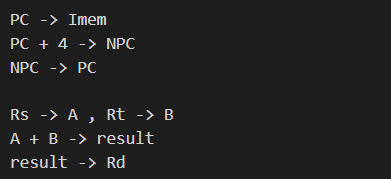 PC -> Imem
PC + 4 -> NPC
NPC -> PC
Rs -> A , Rt -> B
A + B -> result
result -> Rd